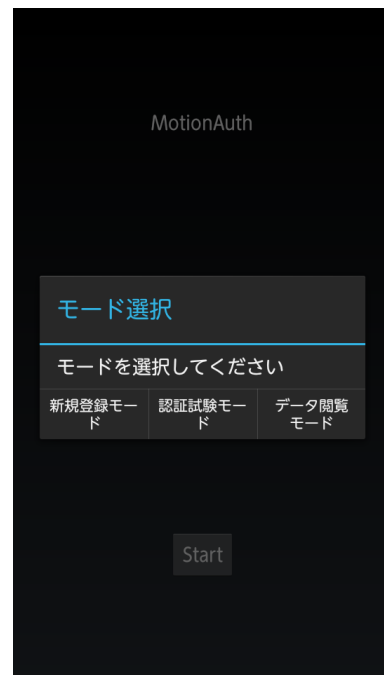 MotionAuth
モード選択
モードを選択してください
新規登録モー
ド
認証試験モー
ド
データ閲覧
モード
Start